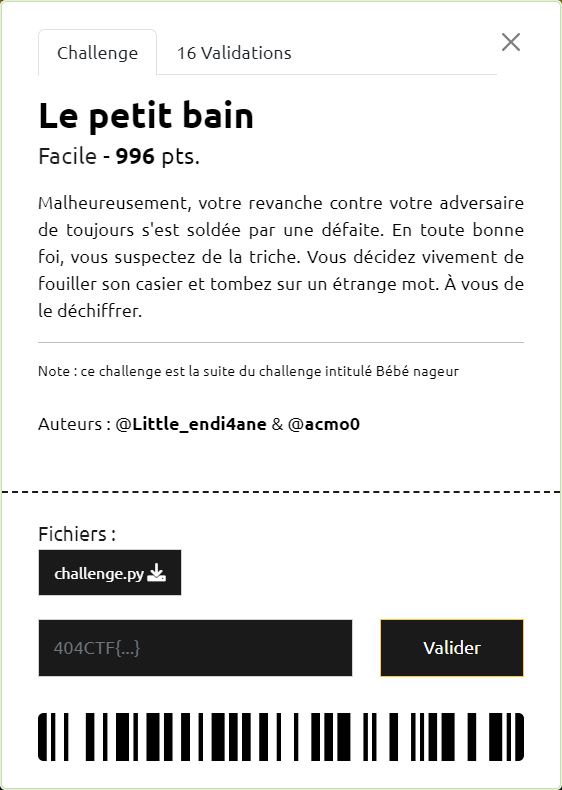 Challenge
16 Validations
Le petit bain
Facile - 996 pts.
Malheureusement, votre revanche contre votre adversaire
de toujours s'est soldée par une défaite. En toute bonne
foi, vous suspectez de la triche. Vous décidez vivement de
fouiller son casier et tombez sur un étrange mot. À vous de
le déchiffrer.
Note : ce challenge est la suite du challenge intitulé Bébé nageur
Auteurs : @Little_endi4ane & @acmo0
Fichiers :
challenge.py
404CTF{...}
Valider